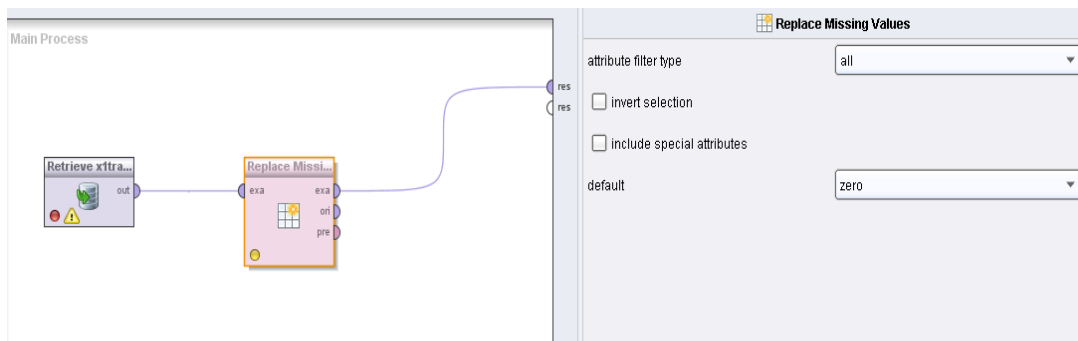 Main Process
res
res
Retrieve x1tra...
out
Replace Missi...
exa
exa
ori
pre
Replace Missing Values
attribute filter type
all
invert selection
include special attributes
default
zero